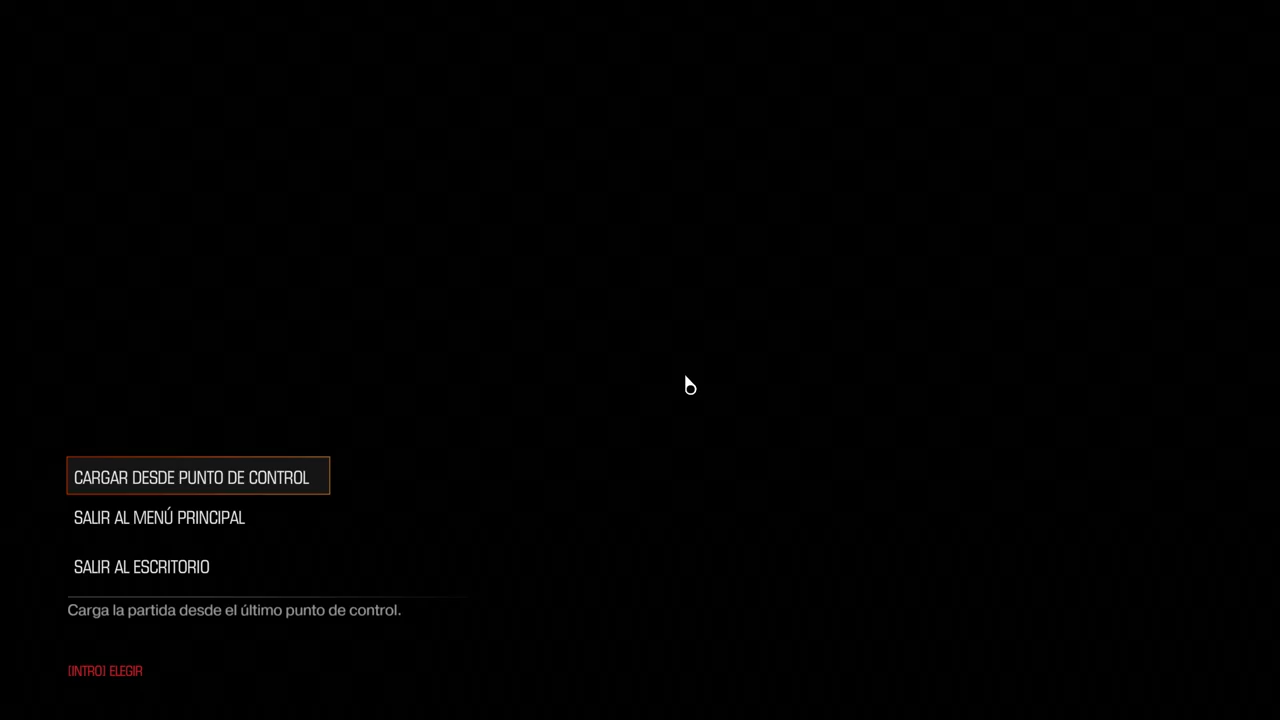 CARGAR DESDE PUNTO DE CONTROL
SALIR AL MENÚ PRINCIPAL
SALIR AL ESCRITORIO
Carga la partida desde el último punto de control.
[INTRO] ELEGIR